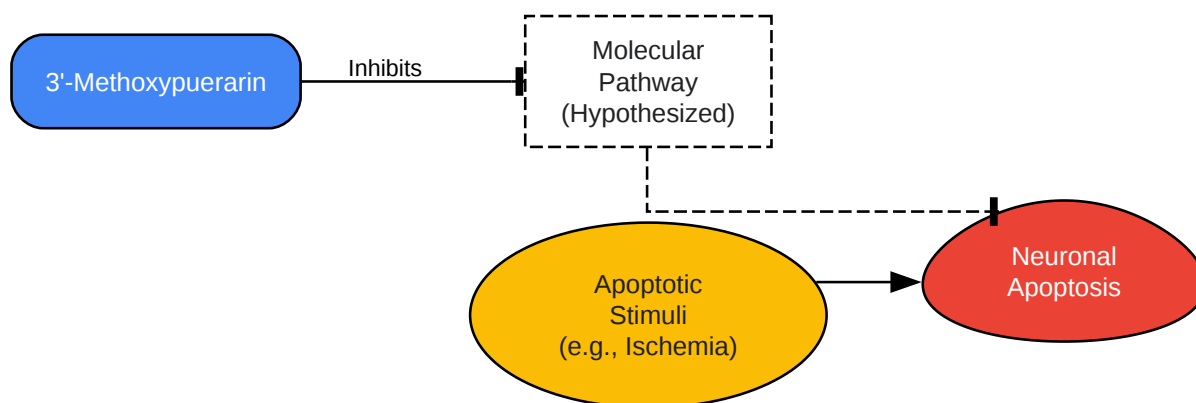 3'-Methoxypuerarin
Inhibits
Molecular
Pathway
(Hypothesized)
Apoptotic
Stimuli
(e.g., Ischemia)
Neuronal
Apoptosis